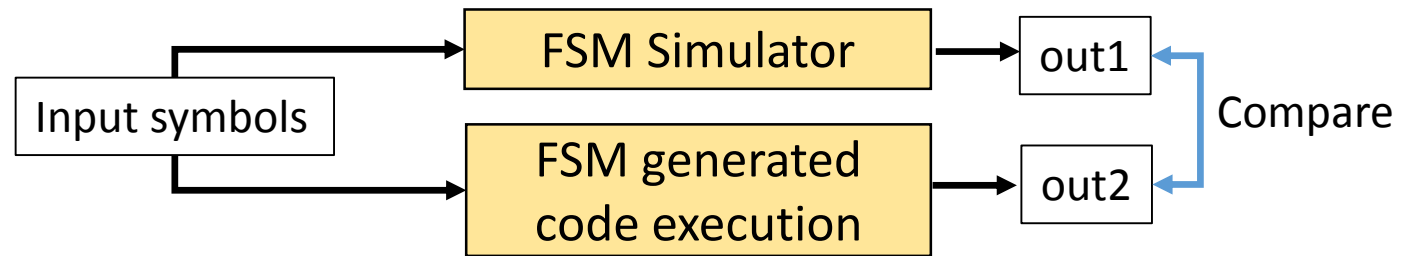 FSM Simulator
out1
Input symbols
Compare
FSM generated
code execution
out2